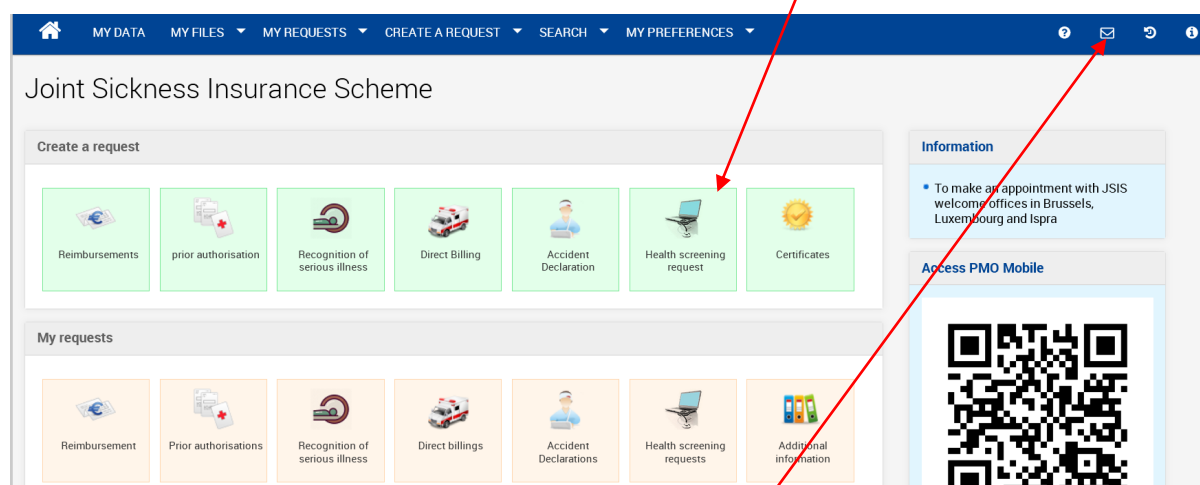 MY DATA MY FILES MY REQUESTS CREATE A REQUEST SEARCH MY PREFERENCES
Joint Sickness Insurance Scheme
Create a request
Reimbursements
prior authorisation
Recognition of
serious illness
Direct Billing
Accident
Declaration
Health screening
request
Certificates
My requests
Reimbursement
Prior authorisations
Recognition of
serious illness
Direct billings
Accident
Declarations
Health screening
requests
Additional
information
Information
To make an appointment with JSIS
welcome offices in Brussels,
Luxembourg and Ispra
Access PMO Mobile